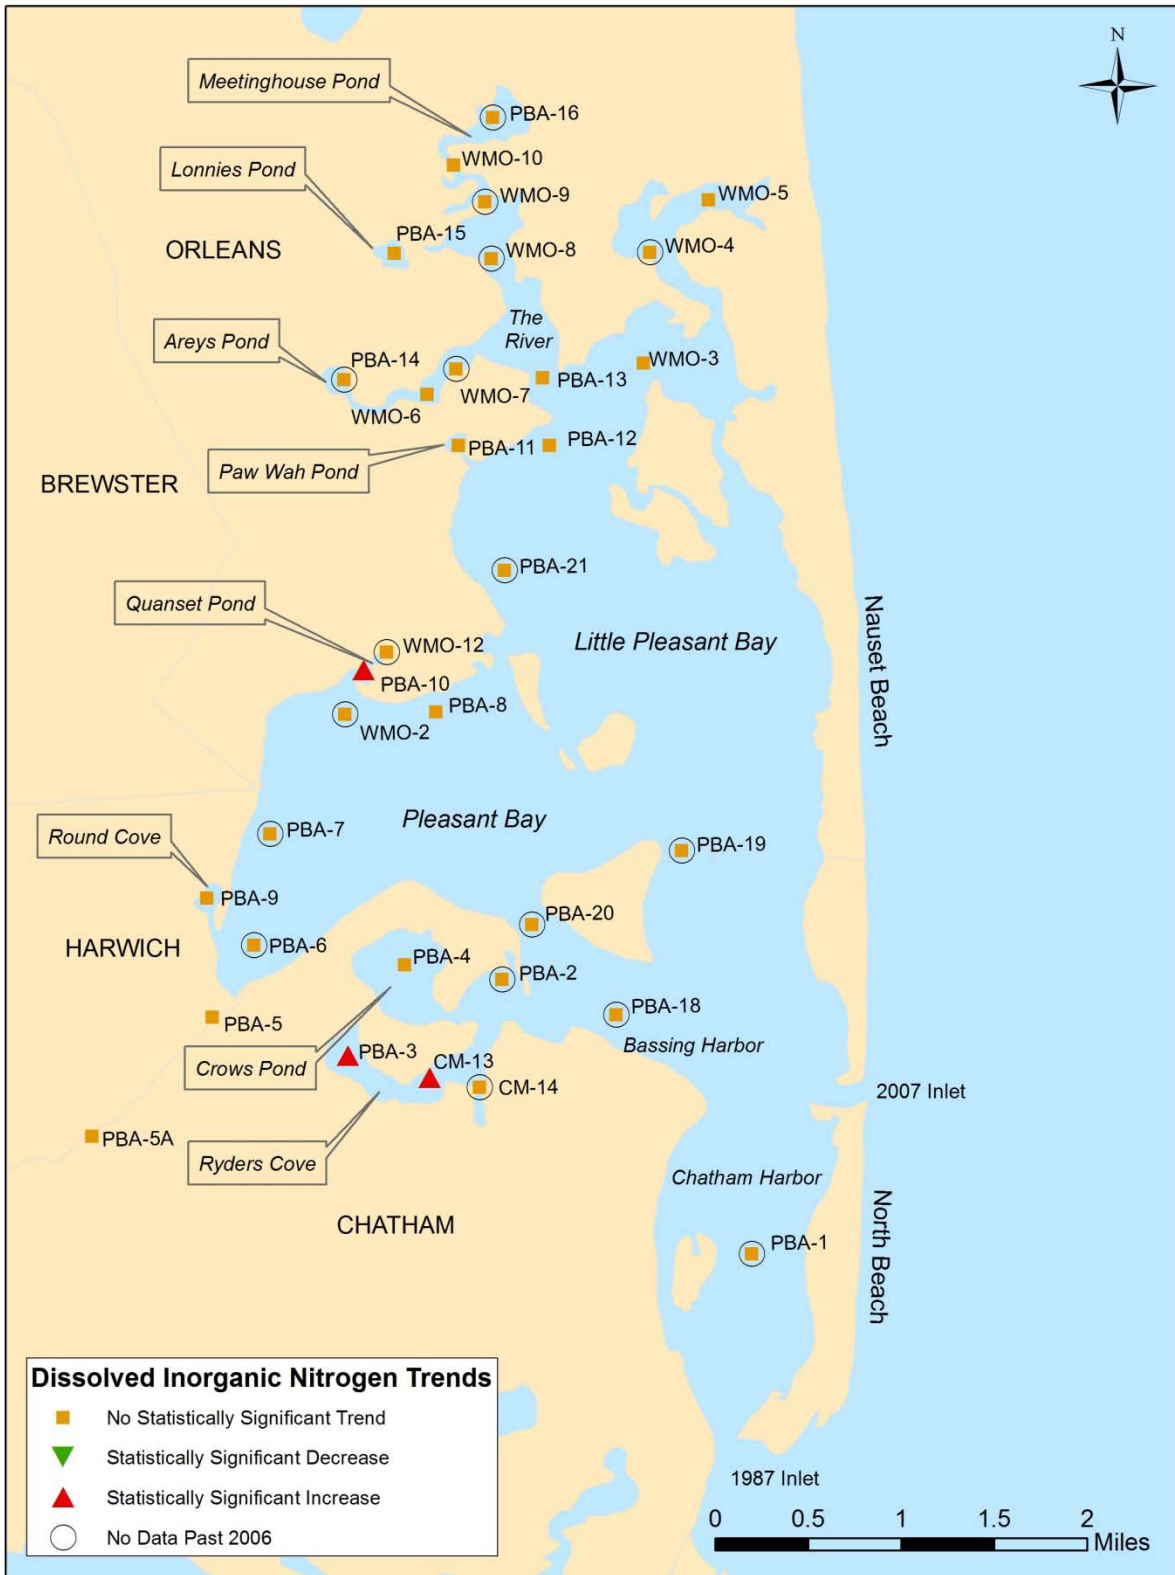 N
Meetinghouse Pond
PBA-16
WMO-10
Lonnies Pond
WMO-9
WMO-5
PBA-15
ORLEANS
WMO-8
WMO-4
The
River
Areys Pond
PBA-14
WMO-3
WMO-7
PBA-13
WMO-6
PBA-11
PBA-12
Paw Wah Pond
BREWSTER
PBA-21
Quanset Pond
Little Pleasant Bay
Nauset Beach
WMO-12
PBA-10
PBA-8
WMO-2
Pleasant Bay
Round Cove
PBA-7
PBA-19
PBA-9
PBA-20
HARWICH
PBA-6
PBA-4
PBA-2
PBA-18
PBA-5
Bassing Harbor
PBA-3
CM-13
Crows Pond
CM-14
2007 Inlet
PBA-5A
Ryders Cove
Chatham Harbor
CHATHAM
North Beach
PBA-1
Dissolved Inorganic Nitrogen Trends
No Statistically Significant Trend
Statistically Significant Decrease
Statistically Significant Increase
No Data Past 2006
1987 Inlet
0 0.5 1 1.5 2
Miles